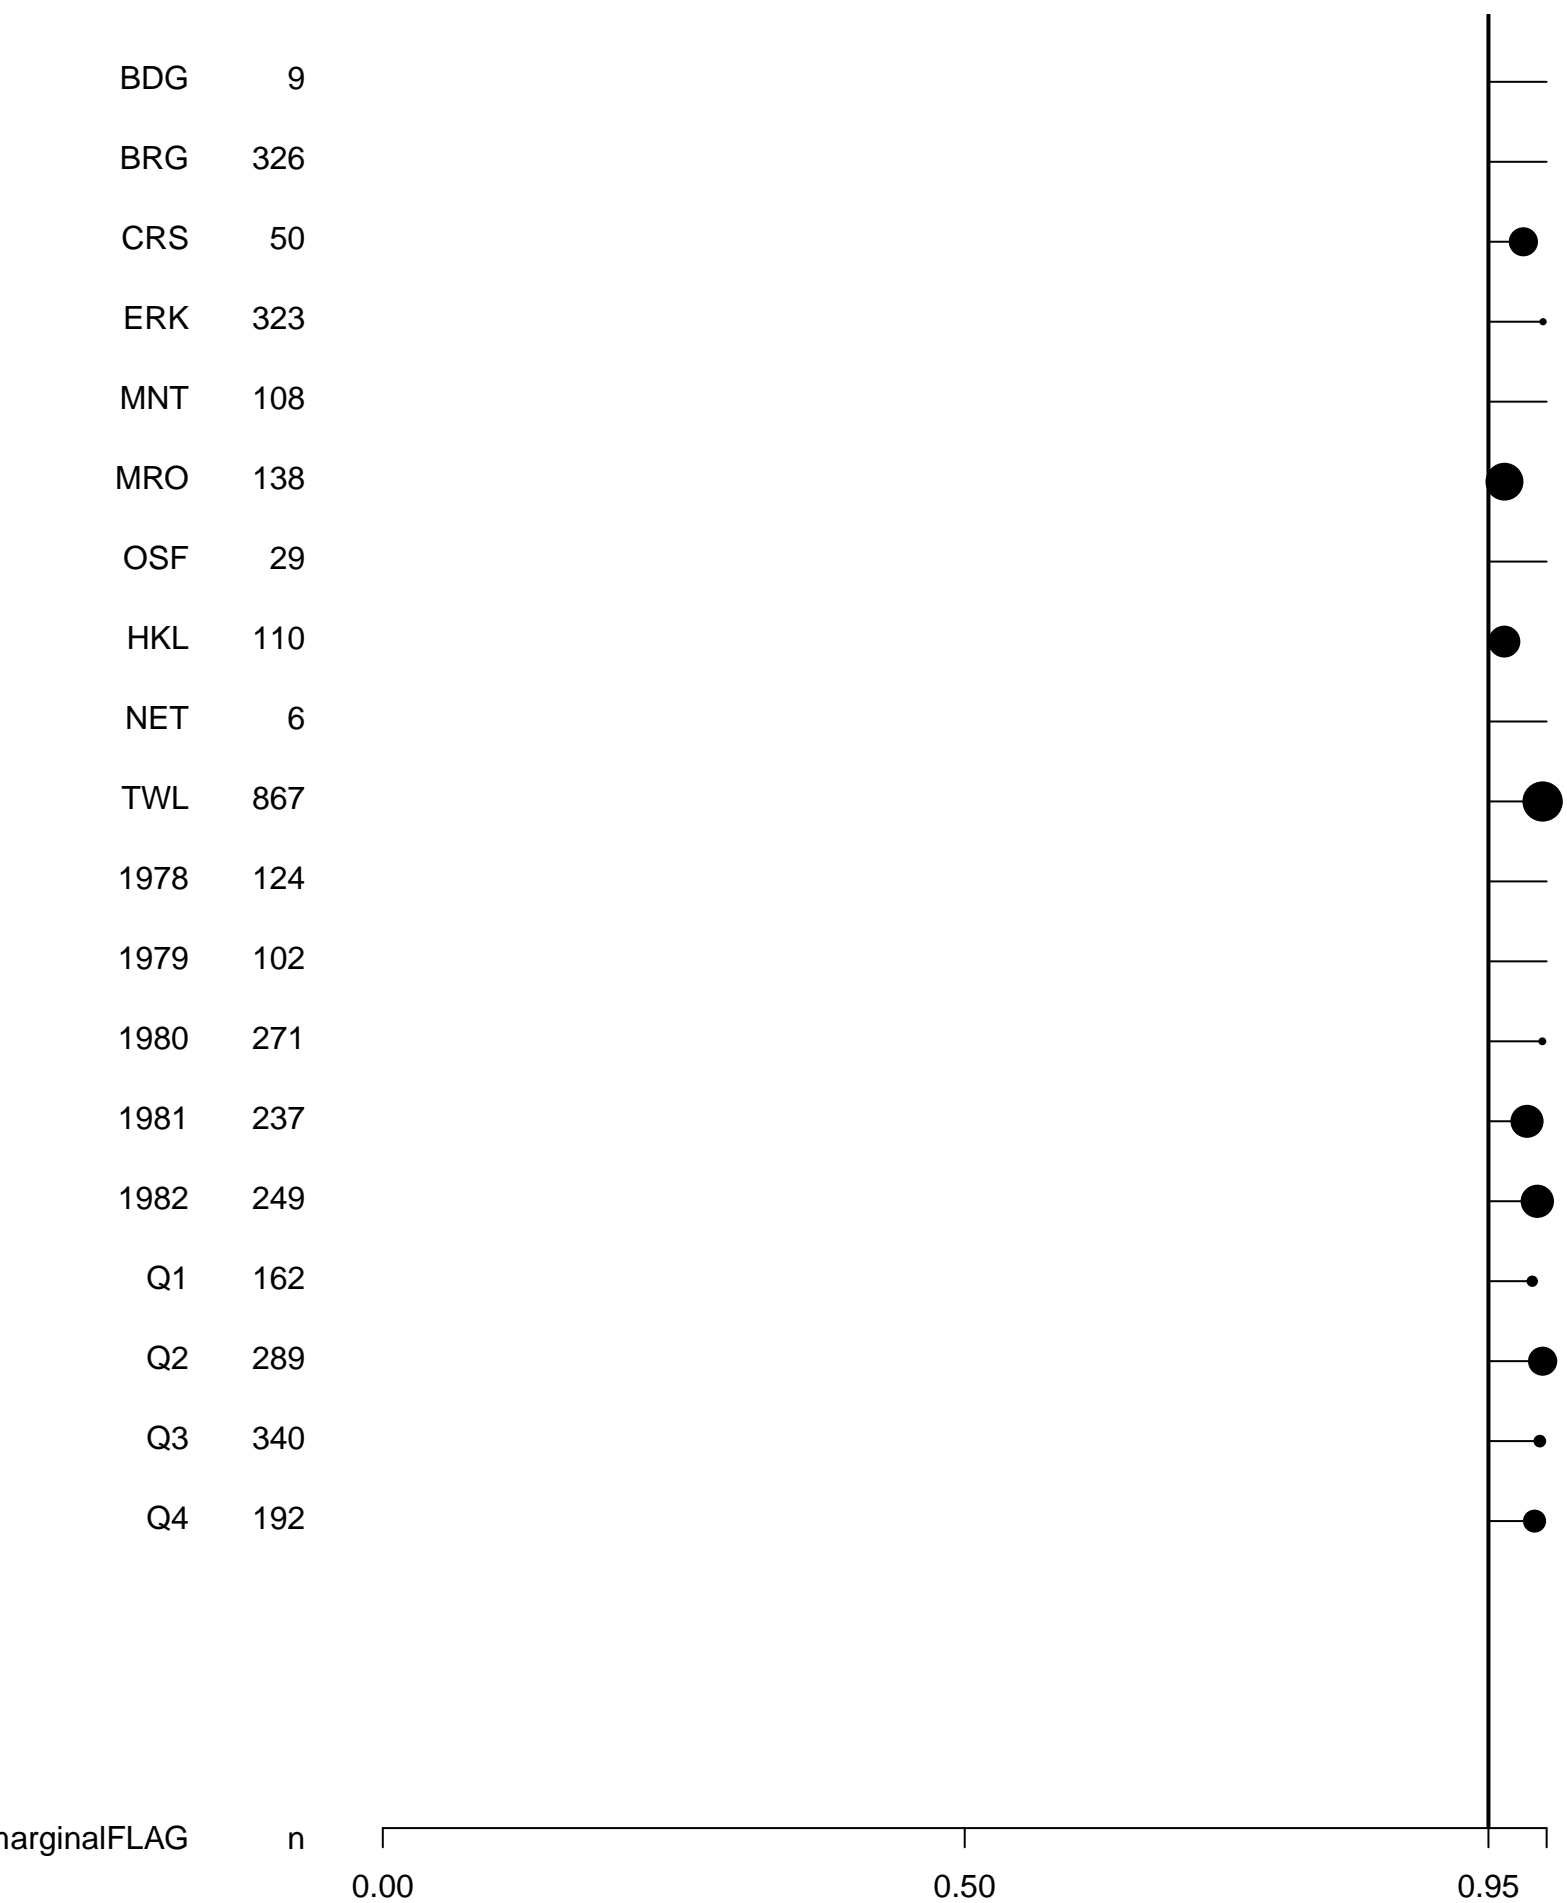 BDG 9
BRG 326
CRS 50
ERK 323
MNT 108
MRO 138
OSF 29
HKL 110
NET 6
TWL 867
1978 124
1979 102
1980 271
1981 237
1982 249
Q1 162
Q2 289
Q3 340
Q4 192
arginalFLAG n
0.00 0.50 0.95